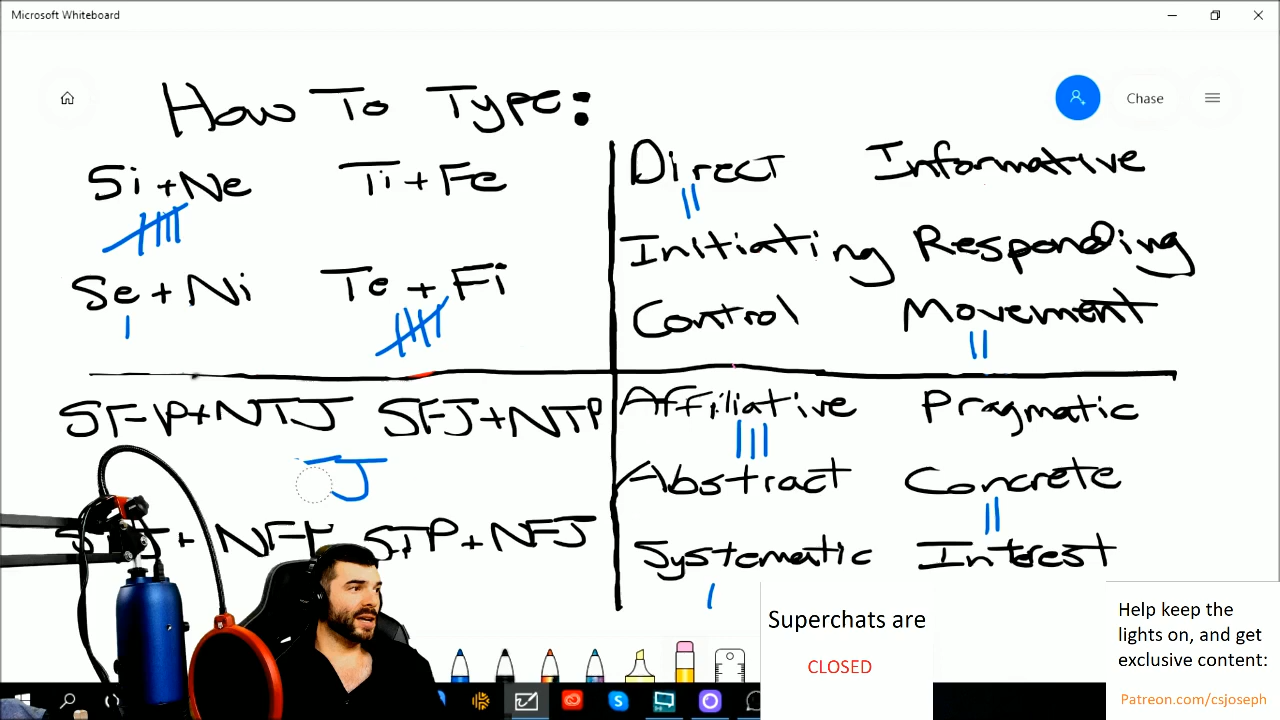 Microsoft Whiteboard
Chase
How To Type:
Si + Ne Ti + Fe
Se + Ni Te + Fi
SFP + NTJ SFJ + NTP
TJ
+ STP + NFJ
Direct Informative
Initiating Responding
Control Movement
Affiliative Pragmatic
Abstract Concrete
Systematic Interest
Superchats are
CLOSED
Help keep the
lights on, and get
exclusive content:
Patreon.com/csjoseph